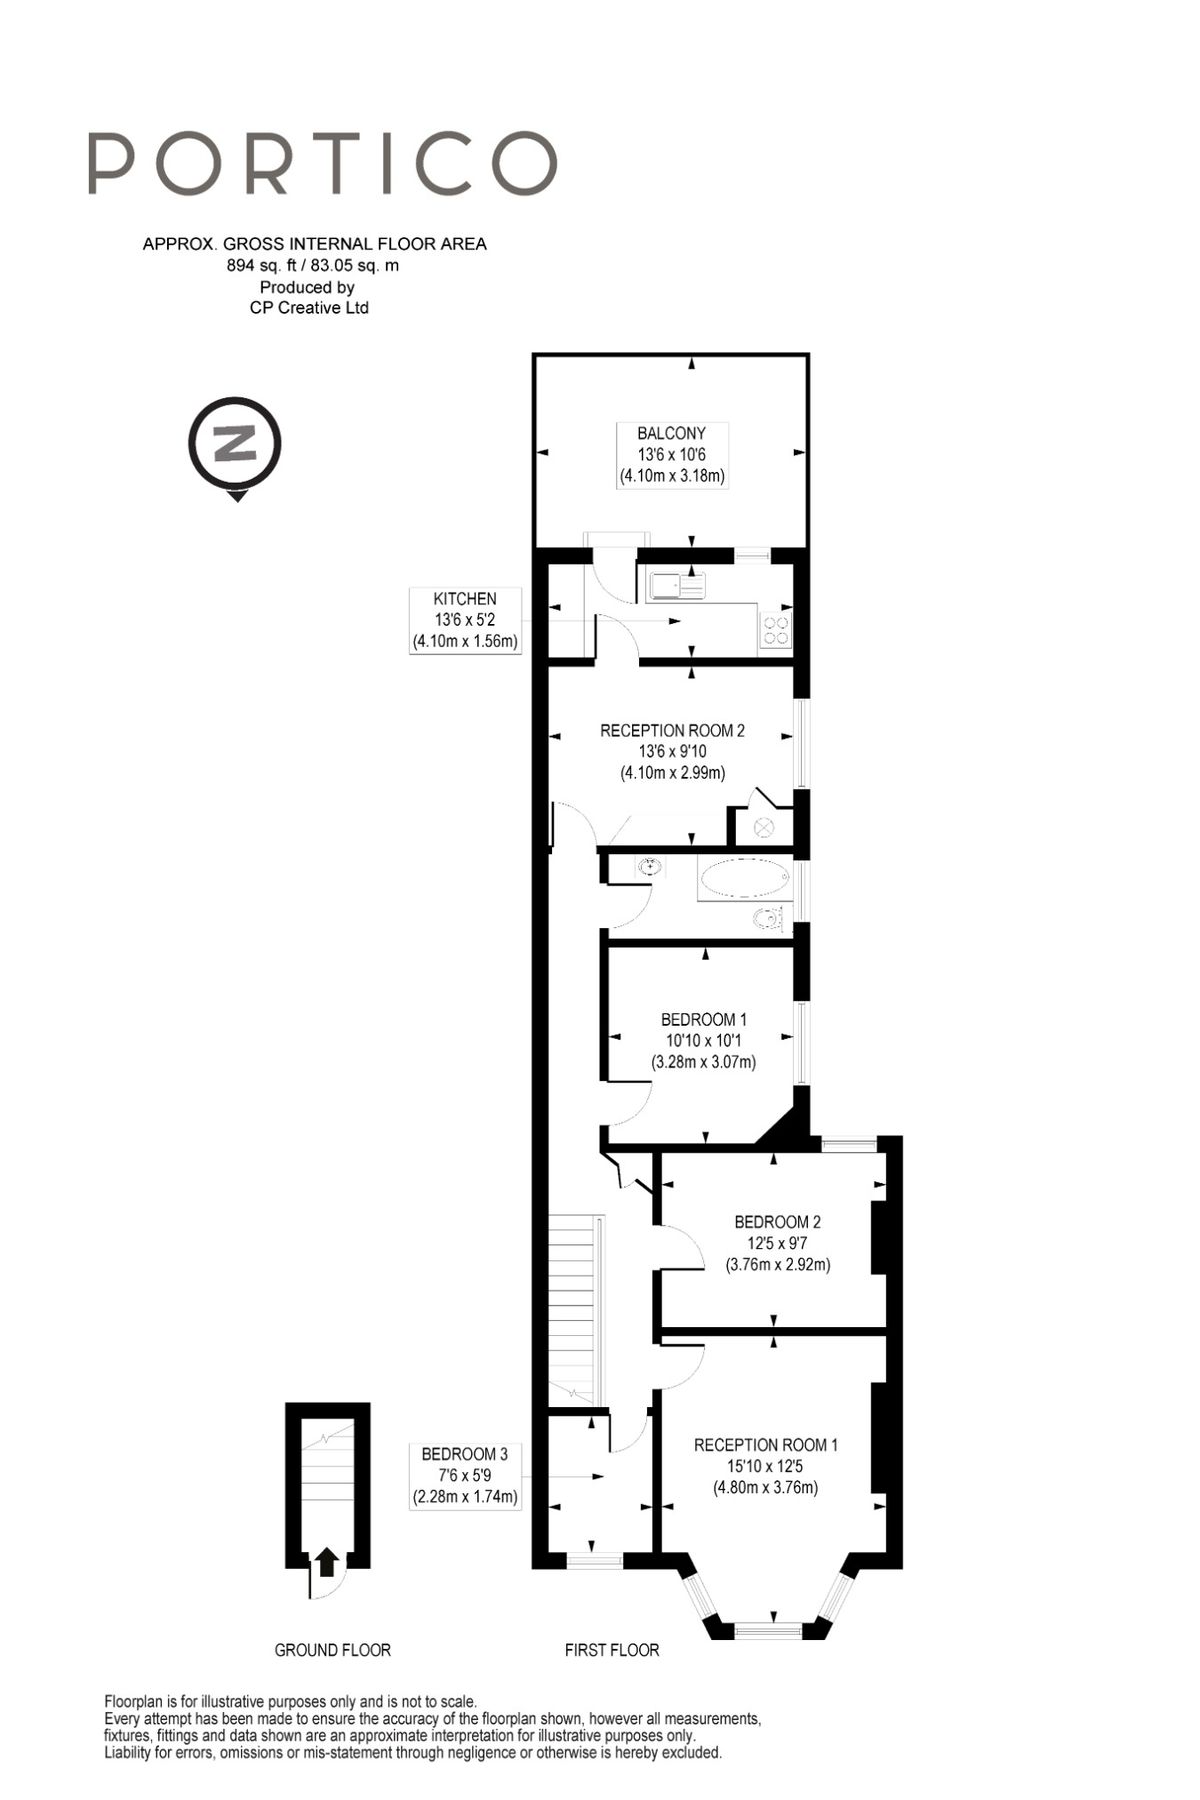 PORTICO
APPROX. GROSS INTERNAL FLOOR AREA
894 sq. ft / 83.05 sq. m
Produced by
CP Creative Ltd
N
BALCONY
13'6 x 10'6
(4.10m x 3.18m)
KITCHEN
13'6 x 5'2
(4.10m x 1.56m)
RECEPTION ROOM 2
13'6 x 9'10
(4.10m x 2.99m)
BEDROOM 1
10'10 x 10'1
(3.28m x 3.07m)
BEDROOM 2
12'5 x 9'7
(3.76m x 2.92m)
RECEPTION ROOM 1
15'10 x 12'5
(4.80m x 3.76m)
BEDROOM 3
7'6 x 5'9
(2.28m x 1.74m)
GROUND FLOOR
FIRST FLOOR
Floorplan is for illustrative purposes only and is not to scale.
Every attempt has been made to ensure the accuracy of the floorplan shown, however all measurements,
fixtures, fittings and data shown are an approximate interpretation for illustrative purposes only.
Liability for errors, omissions or mis-statement through negligence or otherwise is hereby excluded.